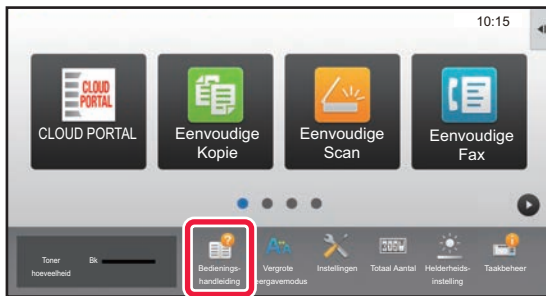 10:15
CLOUD
PORTAL
CLOUD PORTAL
Eenvoudige
Kopie
Eenvoudige
Scan
Eenvoudige
Fax
Toner
hoeveelheid
Bk
Bedienings-
handleiding
Vergrote
eergavemodus
Instellingen
Totaal Aantal
Helderheids-
instelling
Taakbeheer